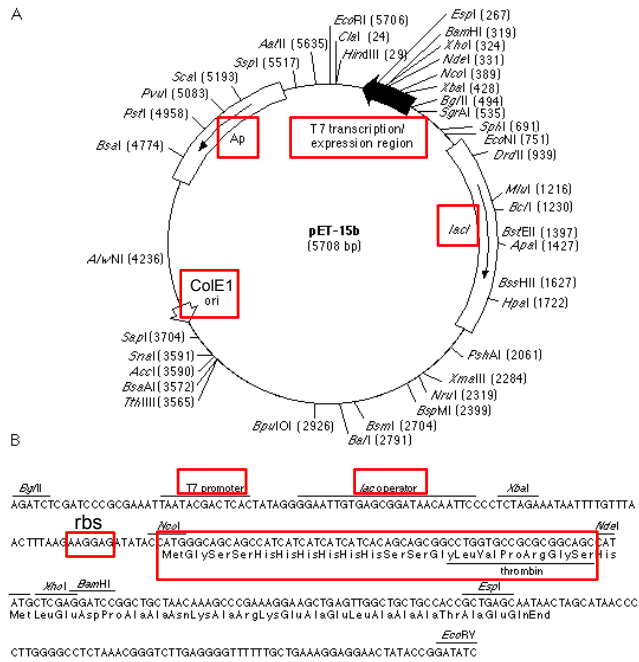 A
EcoRI (5706)
ClaI (24)
HindIII (29)
EspI (267)
BamHI (319)
XhoI (324)
NdeI (331)
NcoI (389)
XbaI (428)
BglII (494)
SgrAI (535)
SphI (691)
EcoNI (751)
DrdII (939)
MluI (1216)
BclI (1230)
BstEII (1397)
ApaI (1427)
BssHII (1627)
HpaI (1722)
PshAI (2061)
XmaIII (2284)
NruI (2319)
BspMI (2399)
BsmI (2704)
BalI (2791)
Bpu10I (2926)
TthIIII (3565)
BsaAI (3572)
AccI (3590)
SnaI (3591)
SapI (3704)
AlwNI (4236)
BsaI (4774)
PstI (4958)
PvuI (5083)
ScaI (5193)
SspI (5517)
AatII (5635)
Ap
T7 transcription/
expression region
lacI
pET-15b
(5708 bp)
ColE1
ori
B
BglII T7 promoter lac operator XbaI
AGATCTCGATCCCGCGAAATTAATACGACTCACTATAGGGGAATTGTGAGCGGATAACAATTCCCCTCTAGAAATAATTTTGTTTA
rbs NcoI NdeI
ACTTTAAGAAGGAGATATACCATGGGCAGCAGCCATCATCATCATCATCACAGCAGCGGCCTGGTGCCGCGCGGCAGCCAT
MetGlySerSerHisHisHisHisHisHisSerSerGlyLeuValProArgGlySerHis
thrombin
XhoI BamHI EspI
ATGCTCGAGGATCCGGCTGCTAACAAAGCCCGAAAGGAAGCTGAGTTGGCTGCTGCCACCGCTGAGCAATAACTAGCATAACCC
MetLeuGluAspProAlaAlaAsnLysAlaArgLysGluAlaGluLeuAlaAlaAlaThrAlaGluGlnEnd
EcoRV
CTTGGGGCCTCTAAACGGGTCTTGAGGGGTTTTTTGCTGAAAGGAGGAACTATACCGGATATC